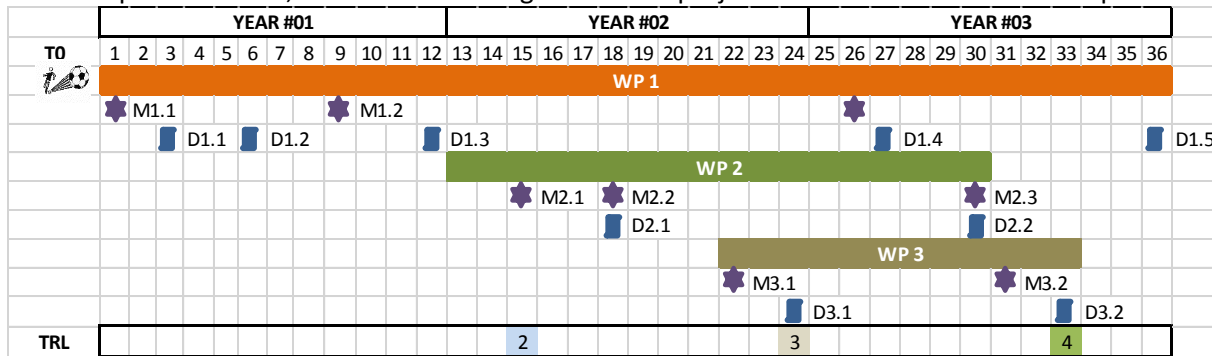 YEAR #01 YEAR #02 YEAR #03
T0 1 2 3 4 5 6 7 8 9 10 11 12 13 14 15 16 17 18 19 20 21 22 23 24 25 26 27 28 29 30 31 32 33 34 35 36
WP 1
M1.1 M1.2
D1.1 D1.2 D1.3 D1.4 D1.5
WP 2
M2.1 M2.2 M2.3
D2.1 D2.2
WP 3
M3.1 M3.2
D3.1 D3.2
TRL 2 3 4